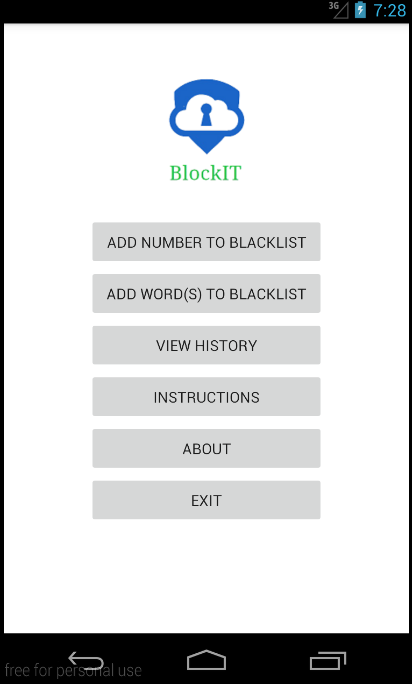 3G 7:28
BlockIT
ADD NUMBER TO BLACKLIST
ADD WORD(S) TO BLACKLIST
VIEW HISTORY
INSTRUCTIONS
ABOUT
EXIT
free for personal use